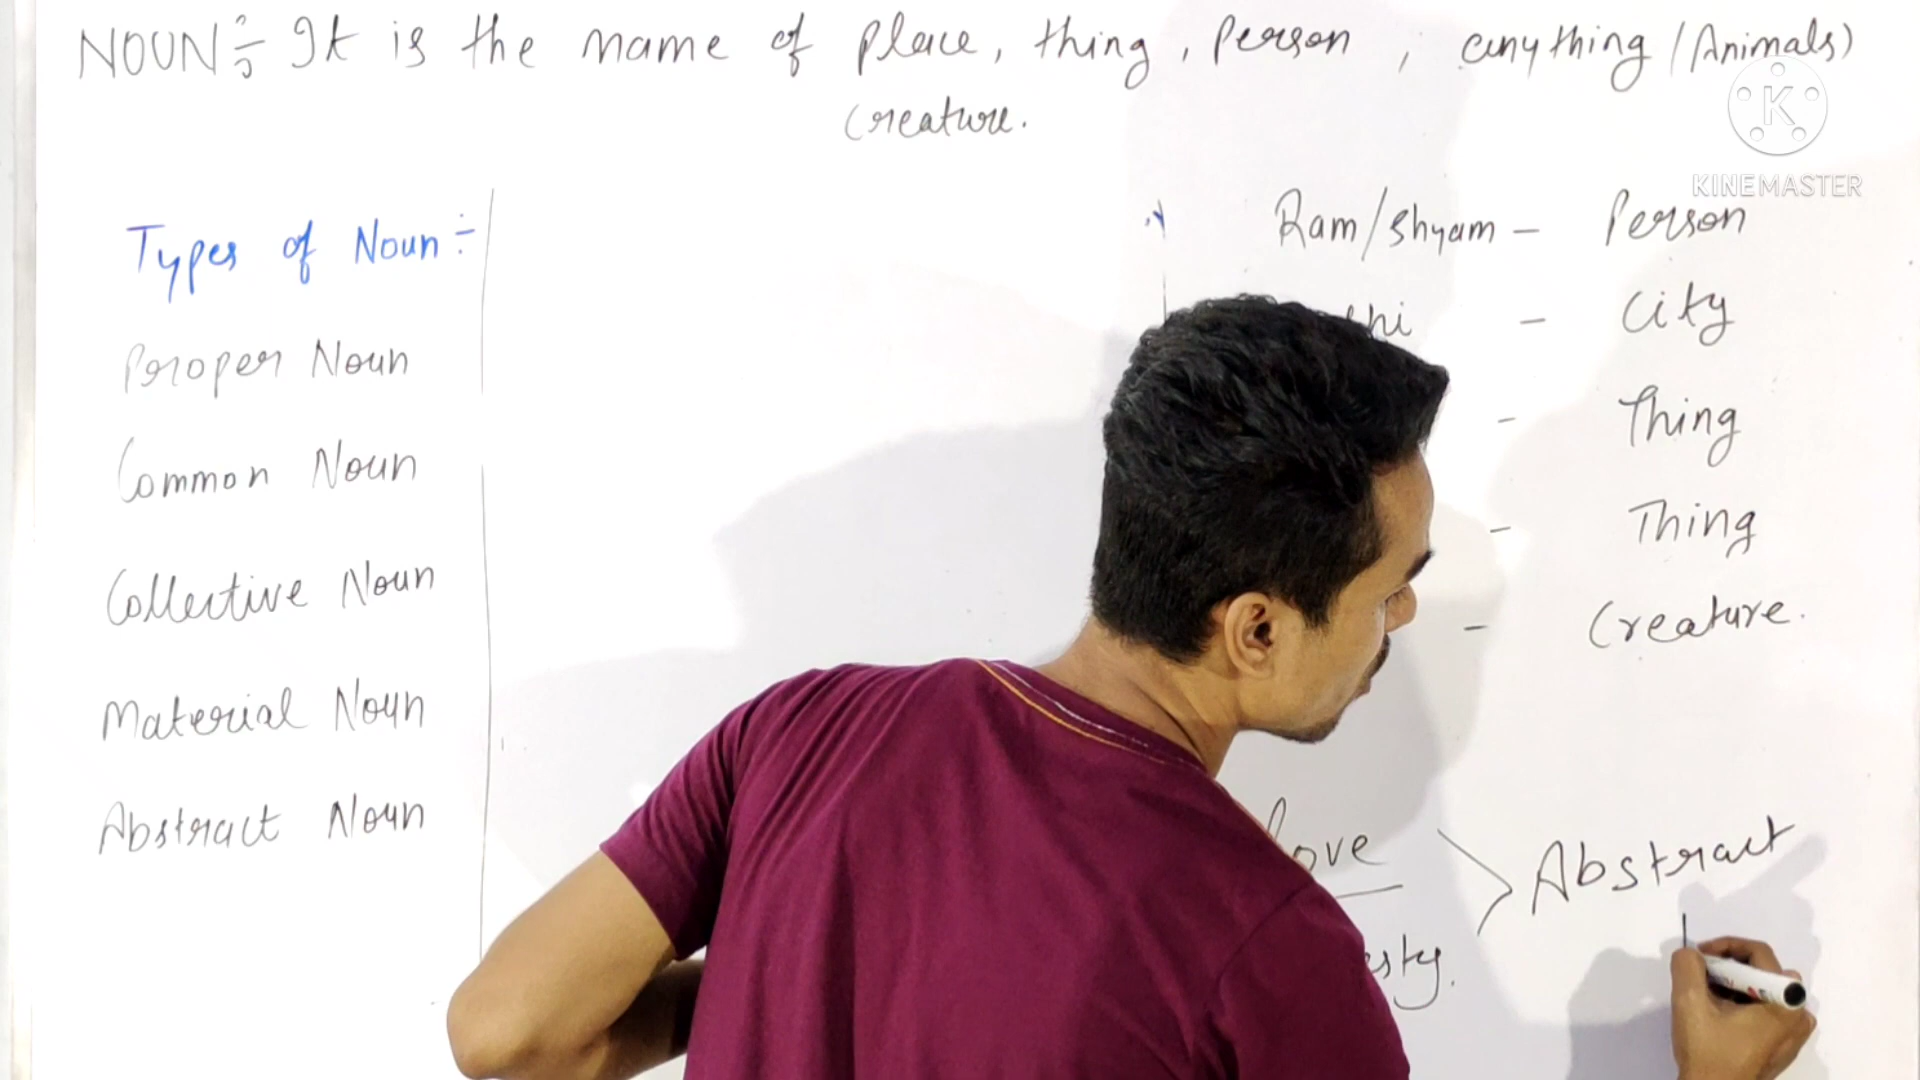 NOUN ÷ It is the name of place, thing, person, anything/(Animals)
creature.
KINEMASTER
Types of Noun ÷
Proper Noun
Common Noun
Collective Noun
Material Noun
Abstract Noun
Ram/Shyam - Person
- City
- Thing
- Thing
- Creature.
Love
Abstract